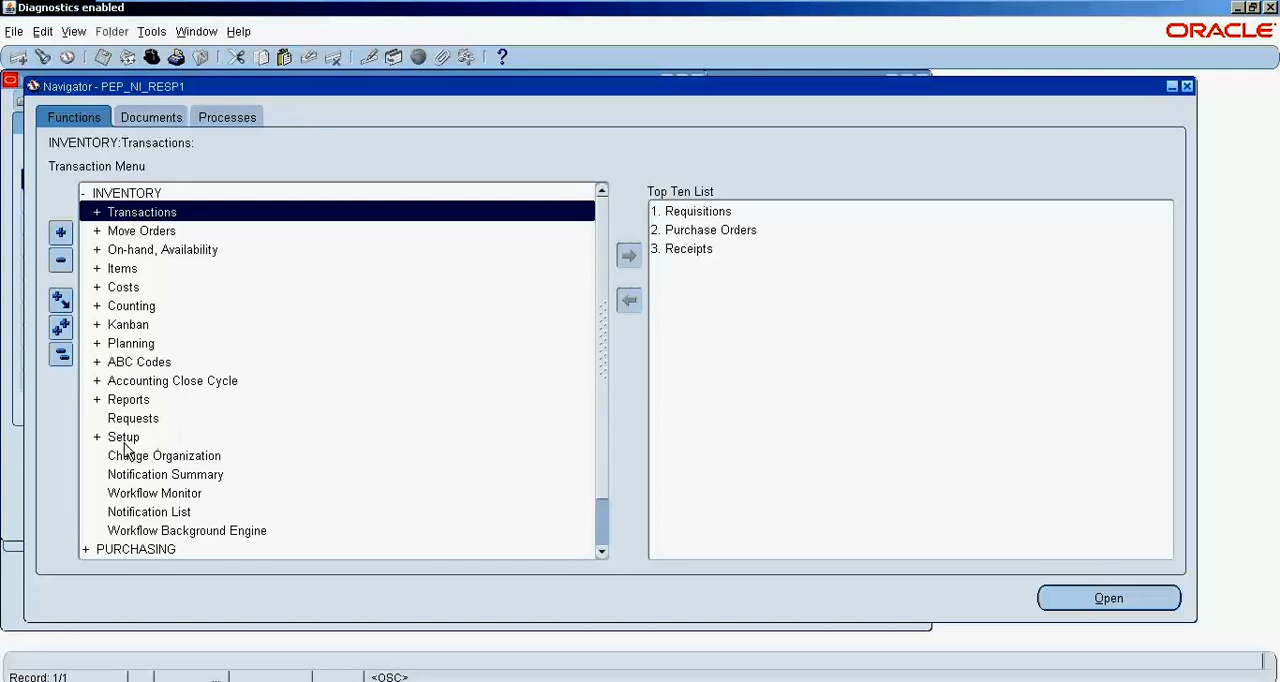 Diagnostics enabled
File Edit View Folder Tools Window Help
ORACLE
Navigator - PEP_NI_RESP1
Functions Documents Processes
INVENTORY:Transactions:
Transaction Menu
- INVENTORY
+ Transactions
+ Move Orders
+ On-hand, Availability
+ Items
+ Costs
+ Counting
+ Kanban
+ Planning
+ ABC Codes
+ Accounting Close Cycle
+ Reports
Requests
+ Setup
Change Organization
Notification Summary
Workflow Monitor
Notification List
Workflow Background Engine
+ PURCHASING
Top Ten List
1. Requisitions
2. Purchase Orders
3. Receipts
Open
Record: 1/1 ... <OSC>